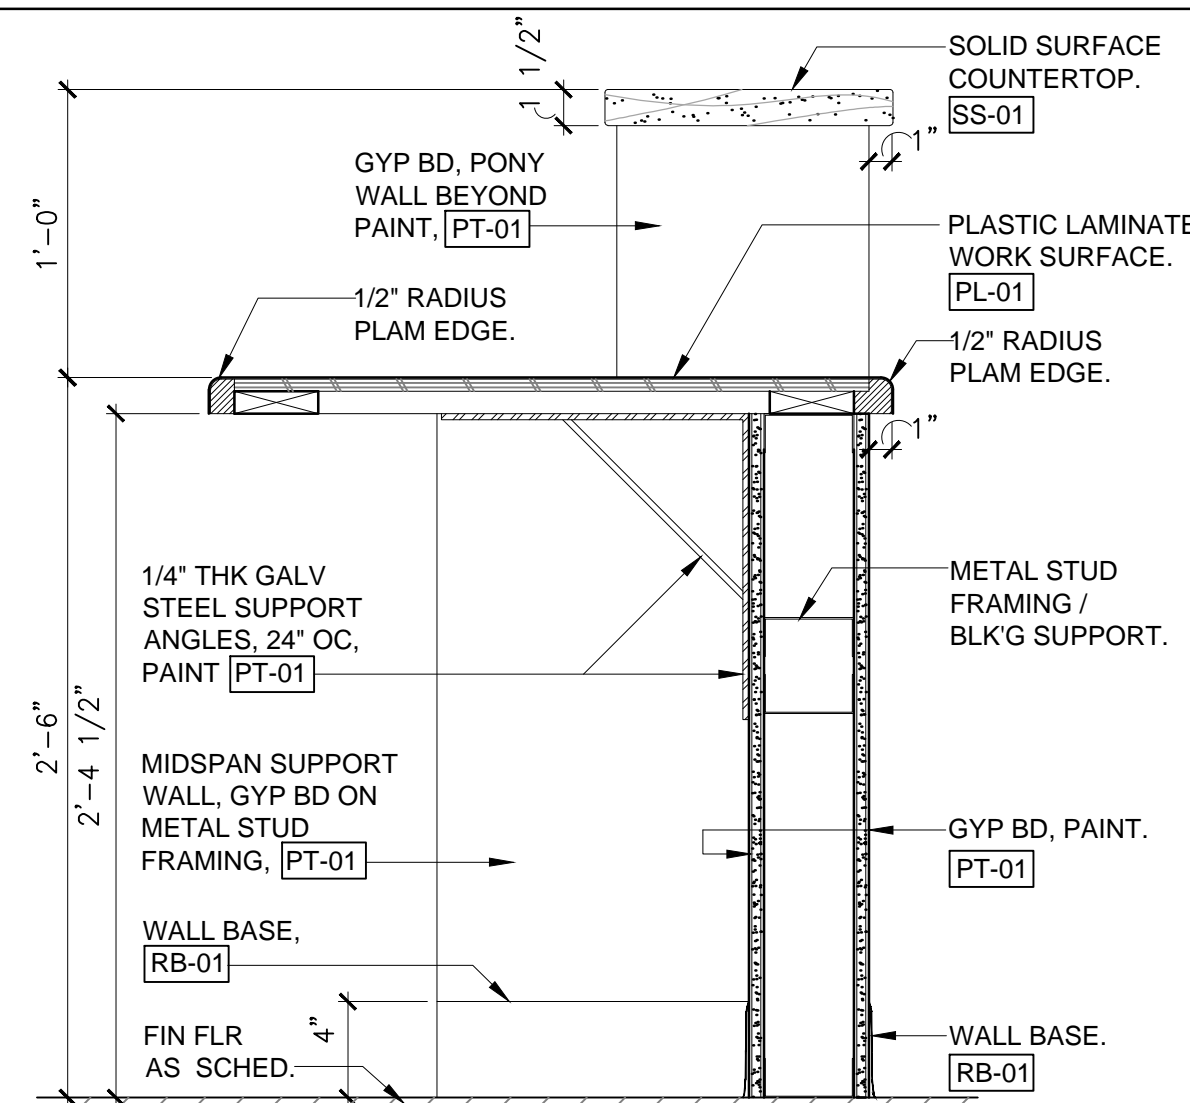 1 1/2"
SOLID SURFACE
COUNTERTOP.
SS-01
1"
GYP BD, PONY
WALL BEYOND
PAINT, PT-01
1'-0"
PLASTIC LAMINATE
WORK SURFACE.
PL-01
1/2" RADIUS
PLAM EDGE.
1/2" RADIUS
PLAM EDGE.
1"
1/4" THK GALV
STEEL SUPPORT
ANGLES, 24" OC,
PAINT PT-01
METAL STUD
FRAMING /
BLK'G SUPPORT.
2'-6"
2'-4 1/2"
MIDSPAN SUPPORT
WALL, GYP BD ON
METAL STUD
FRAMING, PT-01
GYP BD, PAINT.
PT-01
WALL BASE,
RB-01
4"
FIN FLR
AS SCHED.
WALL BASE.
RB-01